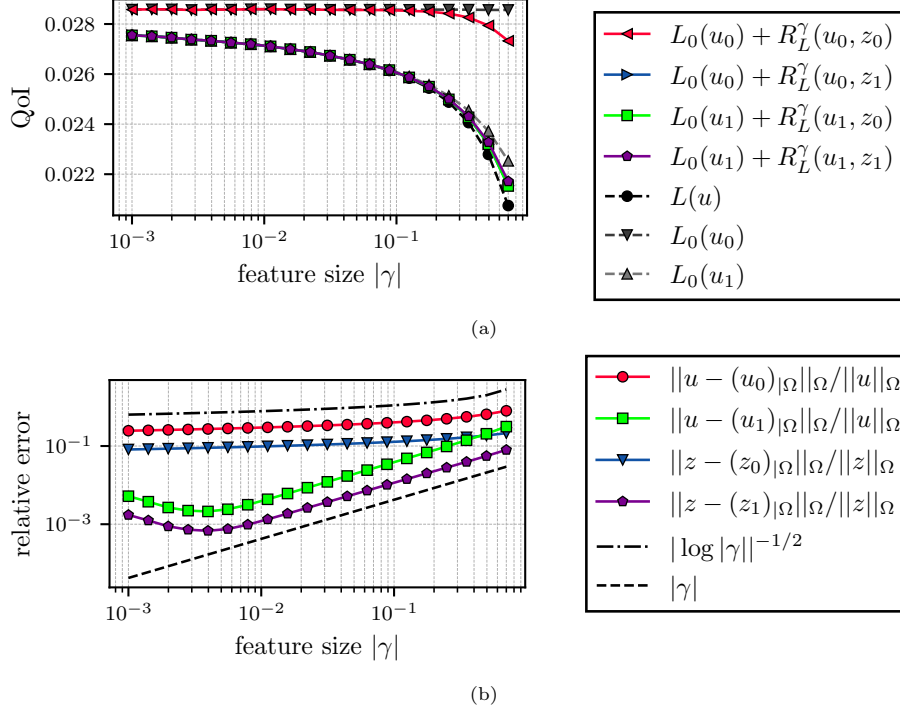 0.028
0.026
0.024
0.022
QoI
10^{-3}
10^{-2}
10^{-1}
feature size |γ|
L_0(u_0) + R_L^γ(u_0, z_0)
L_0(u_0) + R_L^γ(u_0, z_1)
L_0(u_1) + R_L^γ(u_1, z_0)
L_0(u_1) + R_L^γ(u_1, z_1)
L(u)
L_0(u_0)
L_0(u_1)
(a)
10^{-1}
10^{-3}
relative error
10^{-3}
10^{-2}
10^{-1}
feature size |γ|
||u − (u_0)_{|Ω}||_Ω/||u||_Ω
||u − (u_1)_{|Ω}||_Ω/||u||_Ω
||z − (z_0)_{|Ω}||_Ω/||z||_Ω
||z − (z_1)_{|Ω}||_Ω/||z||_Ω
| log |γ||^{−1/2}
|γ|
(b)